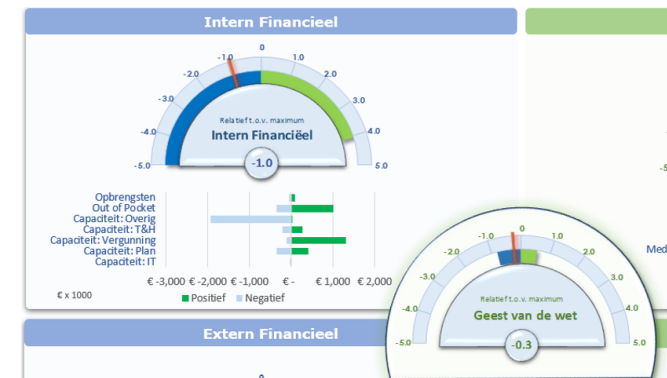 Intern Financieel
0
-1.0 1.0
-2.0 2.0
-3.0 3.0
-4.0 4.0
-5.0 5.0
Relatief t.o.v. maximum
Intern Financiëel
-1.0
Opbrengsten
Out of Pocket
Capaciteit: Overig
Capaciteit: T&H
Capaciteit: Vergunning
Capaciteit: Plan
Capaciteit: IT
€ -3,000 € -2,000 € -1,000 € - € 1,000 € 2,000
€ x 1000
Positief Negatief
Extern Financieel
0
0
-1.0 1.0
-2.0 2.0
-3.0 3.0
-4.0 4.0
-5.0 5.0
Relatief t.o.v. maximum
Geest van de wet
-0.3
-5
Med